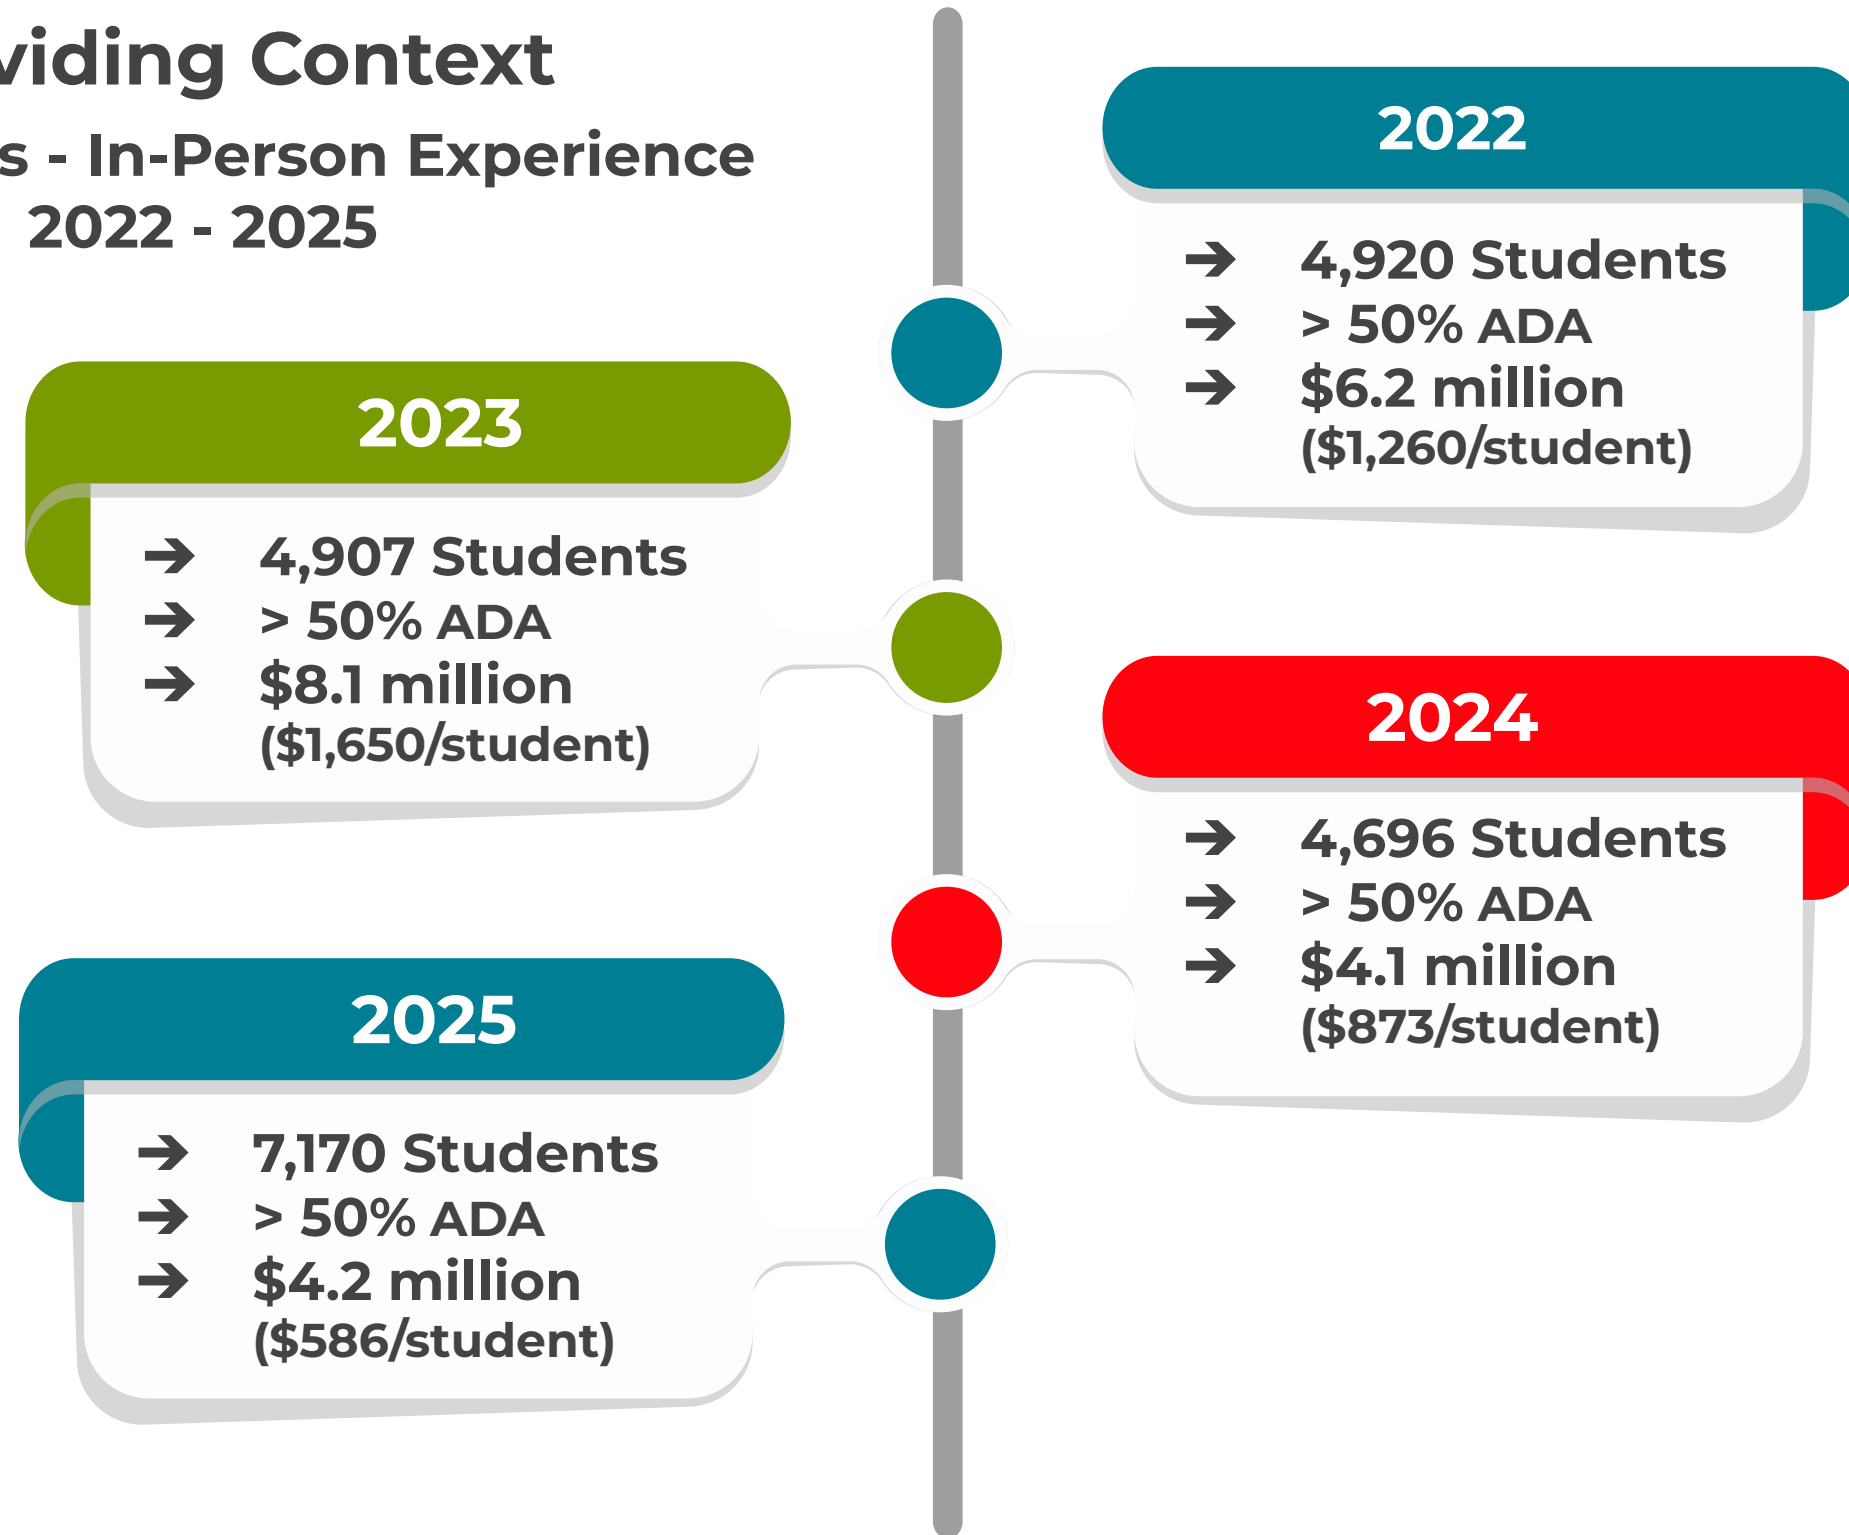 viding Context
s - In-Person Experience
2022 - 2025
2022
➔ 4,920 Students
➔ > 50% ADA
➔ $6.2 million
($1,260/student)
2023
➔ 4,907 Students
➔ > 50% ADA
➔ $8.1 million
($1,650/student)
2024
➔ 4,696 Students
➔ > 50% ADA
➔ $4.1 million
($873/student)
2025
➔ 7,170 Students
➔ > 50% ADA
➔ $4.2 million
($586/student)